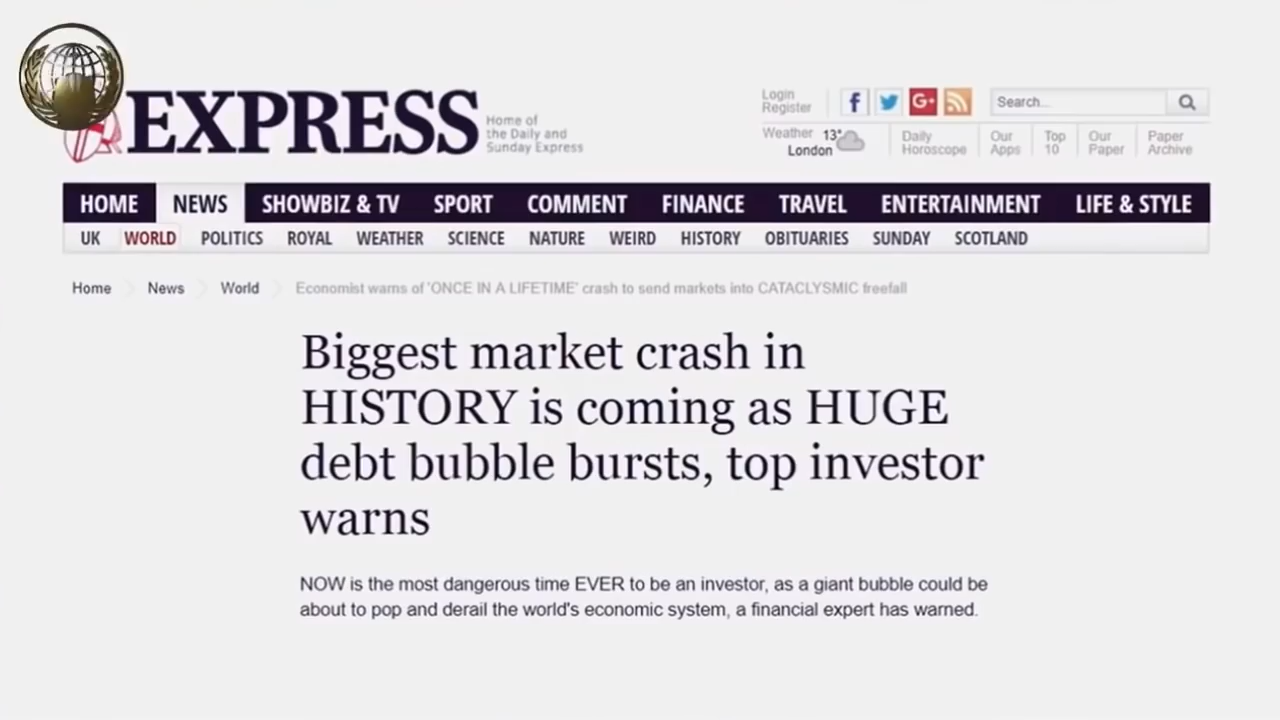 EXPRESS
Home of
the Daily and
Sunday Express
Login
Register
G+
Search...
Weather 13°
London
Daily
Horoscope
Our
Apps
Top
10
Our
Paper
Paper
Archive
HOME NEWS SHOWBIZ & TV SPORT COMMENT FINANCE TRAVEL ENTERTAINMENT LIFE & STYLE
UK WORLD POLITICS ROYAL WEATHER SCIENCE NATURE WEIRD HISTORY OBITUARIES SUNDAY SCOTLAND
Home News World Economist warns of 'ONCE IN A LIFETIME' crash to send markets into CATACLYSMIC freefall
Biggest market crash in
HISTORY is coming as HUGE
debt bubble bursts, top investor
warns
NOW is the most dangerous time EVER to be an investor, as a giant bubble could be
about to pop and derail the world's economic system, a financial expert has warned.